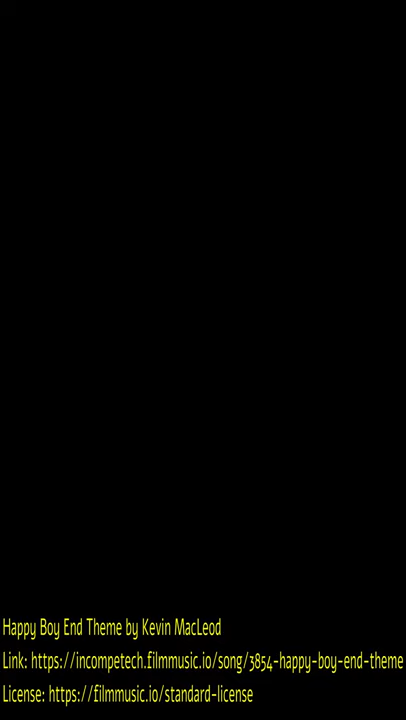 Happy Boy End Theme by Kevin MacLeod
Link: https://incompetech.filmmusic.io/song/3854-happy-boy-end-theme
License: https://filmmusic.io/standard-license